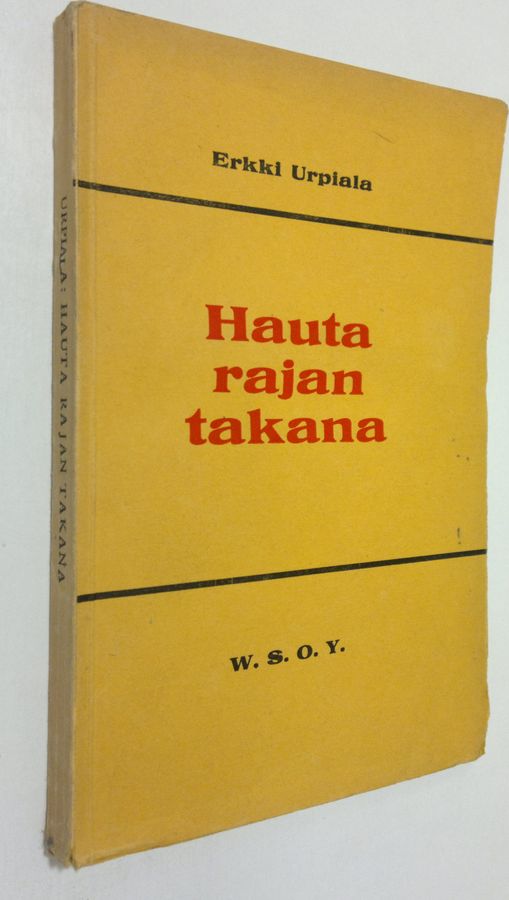 Erkki Urpiala
Hauta
rajan
takana
W. S. O. Y.
URPIALA: HAUTA RAJAN TAKANA